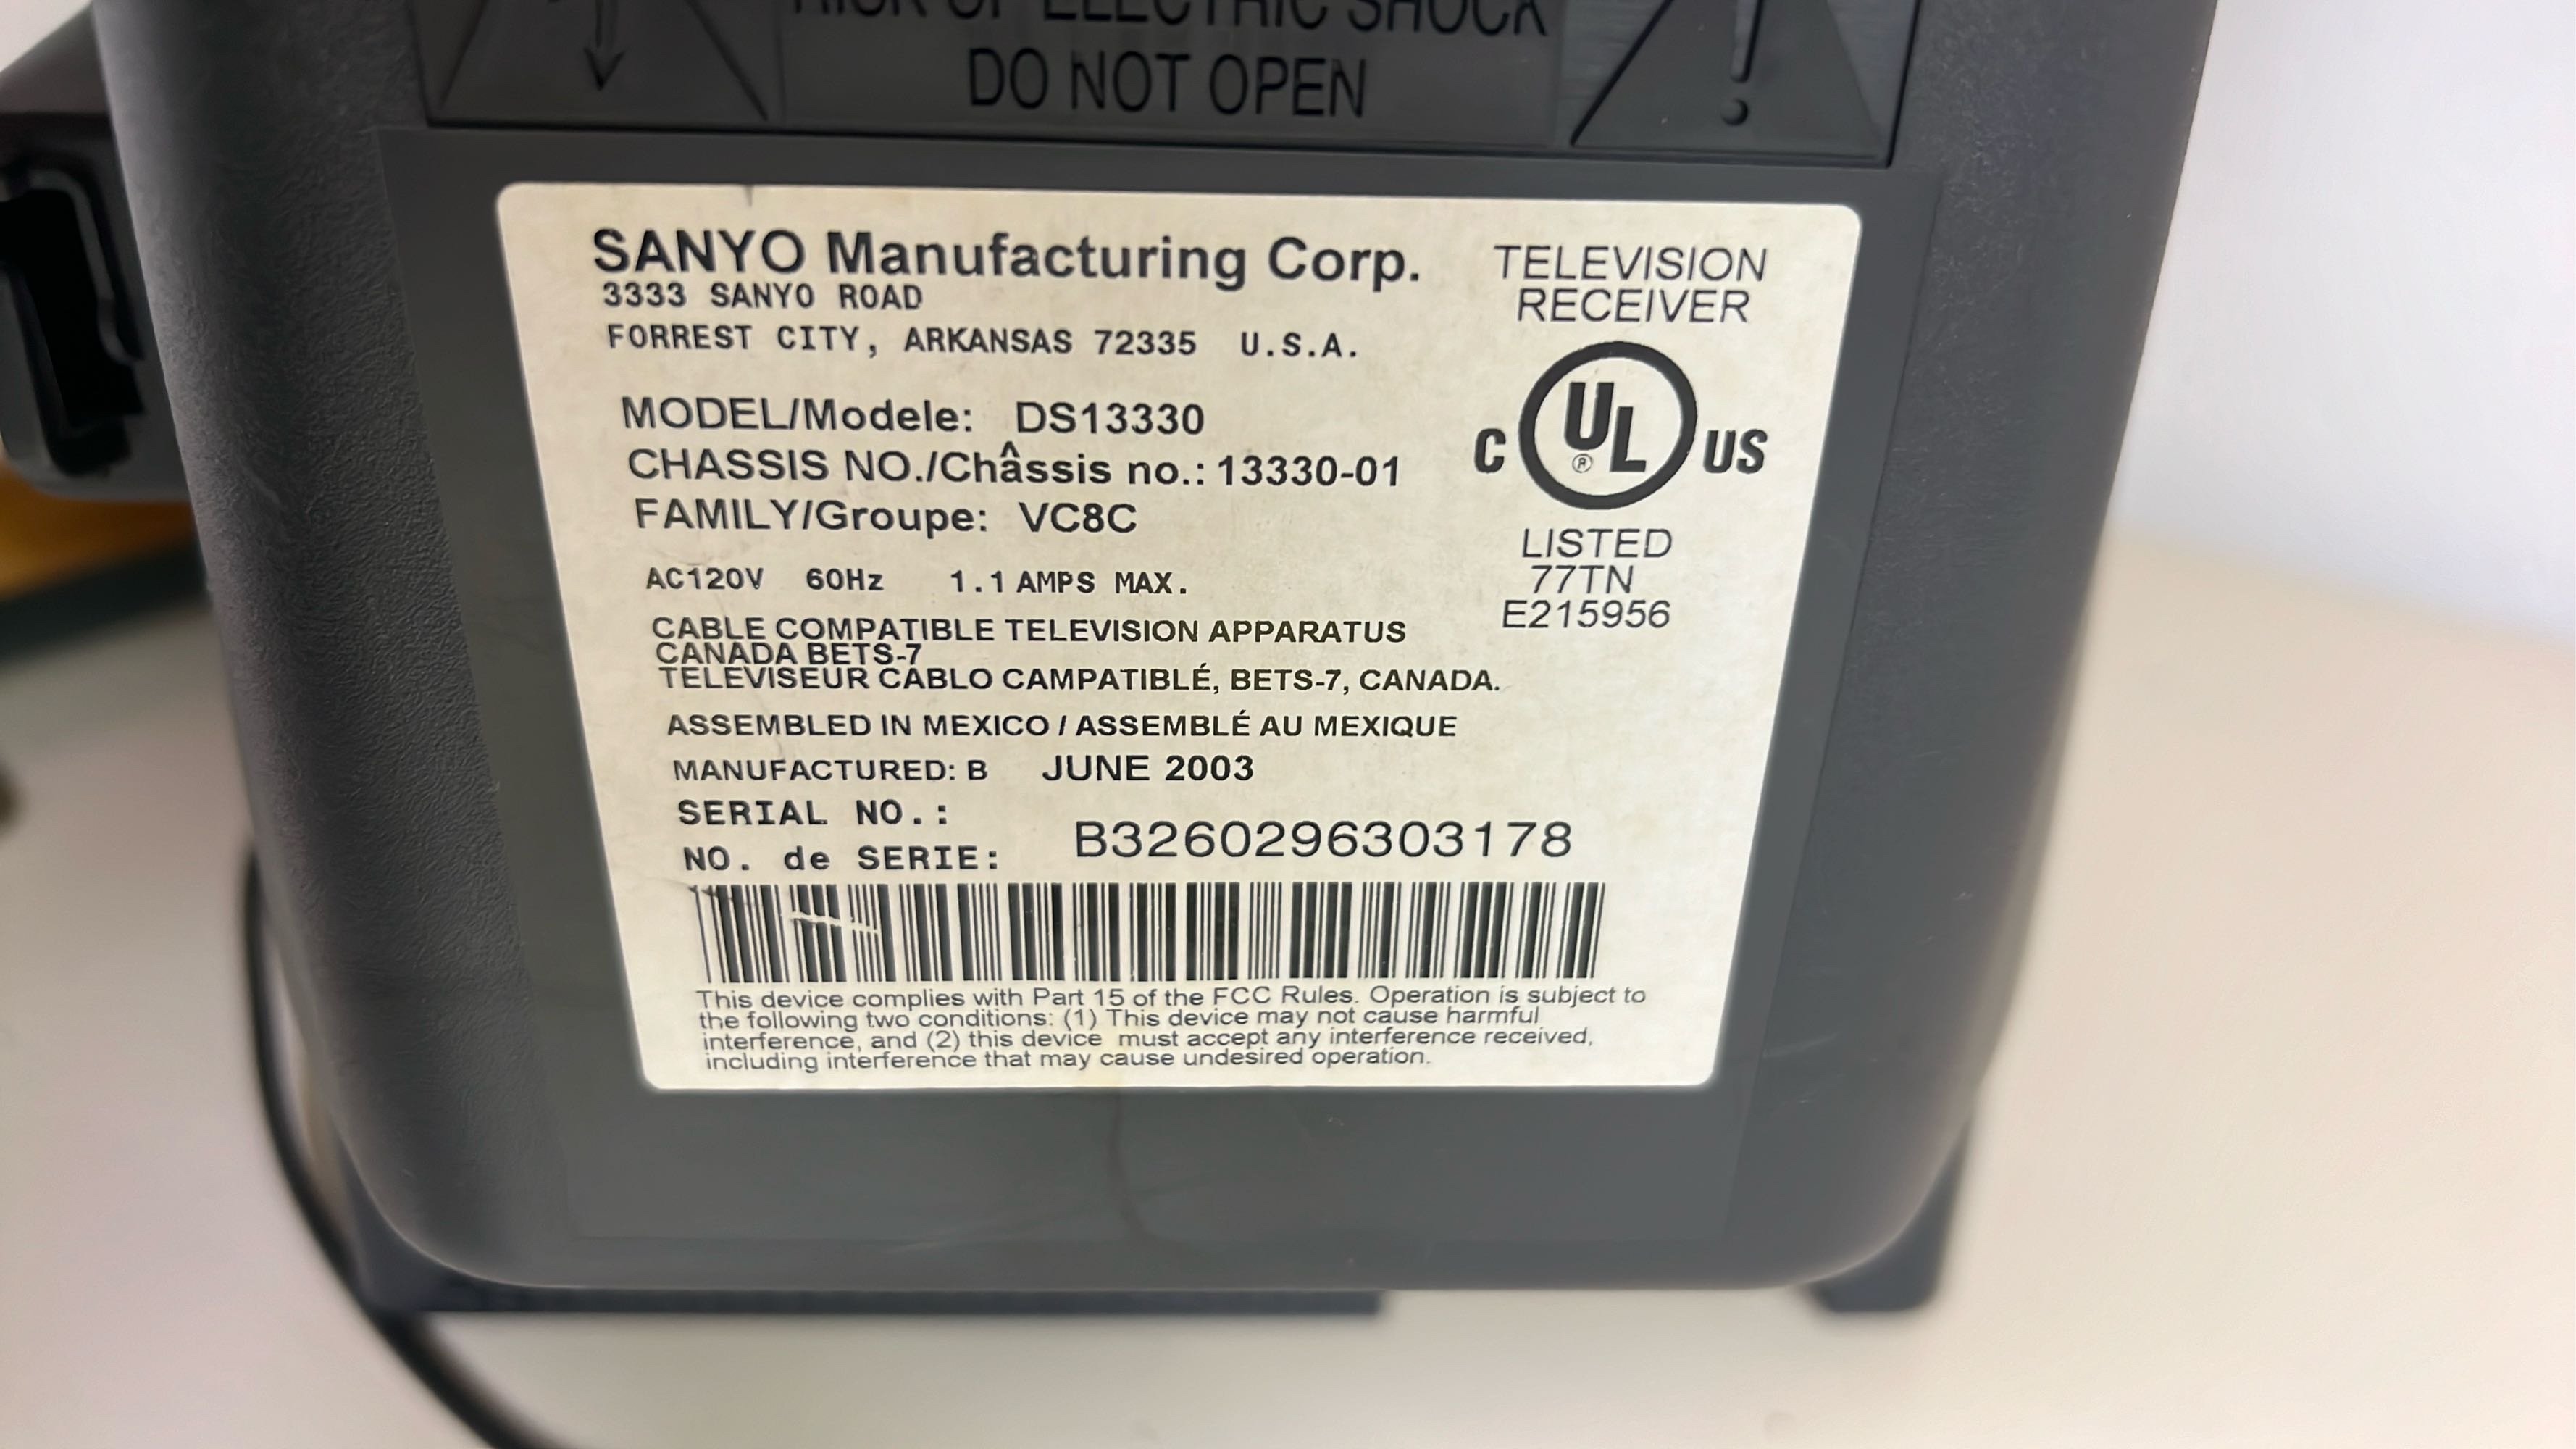 RISK OF ELECTRIC SHOCK
DO NOT OPEN
SANYO Manufacturing Corp.
3333 SANYO ROAD
FORREST CITY, ARKANSAS 72335 U.S.A.
TELEVISION
RECEIVER
MODEL/Modele: DS13330
CHASSIS NO./Châssis no.: 13330-01
FAMILY/Groupe: VC8C
C UL ® US
LISTED
77TN
E215956
AC120V 60Hz 1.1 AMPS MAX.
CABLE COMPATIBLE TELEVISION APPARATUS
CANADA BETS-7
TELEVISEUR CABLO CAMPATIBLÉ, BETS-7, CANADA.
ASSEMBLED IN MEXICO / ASSEMBLÉ AU MEXIQUE
MANUFACTURED: B JUNE 2003
SERIAL NO.:
NO. de SERIE: B3260296303178
This device complies with Part 15 of the FCC Rules. Operation is subject to
the following two conditions: (1) This device may not cause harmful
interference, and (2) this device must accept any interference received,
including interference that may cause undesired operation.